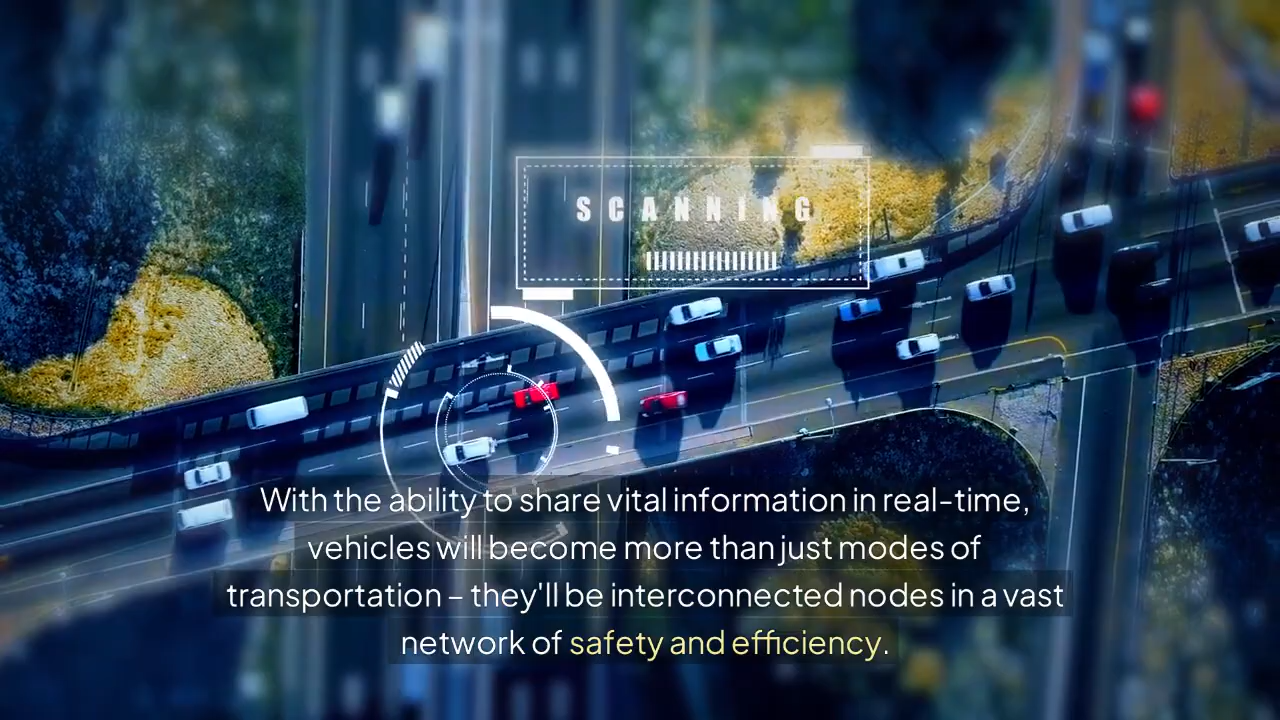 SCANNING
With the ability to share vital information in real-time,
vehicles will become more than just modes of
transportation – they'll be interconnected nodes in a vast
network of safety and efficiency.